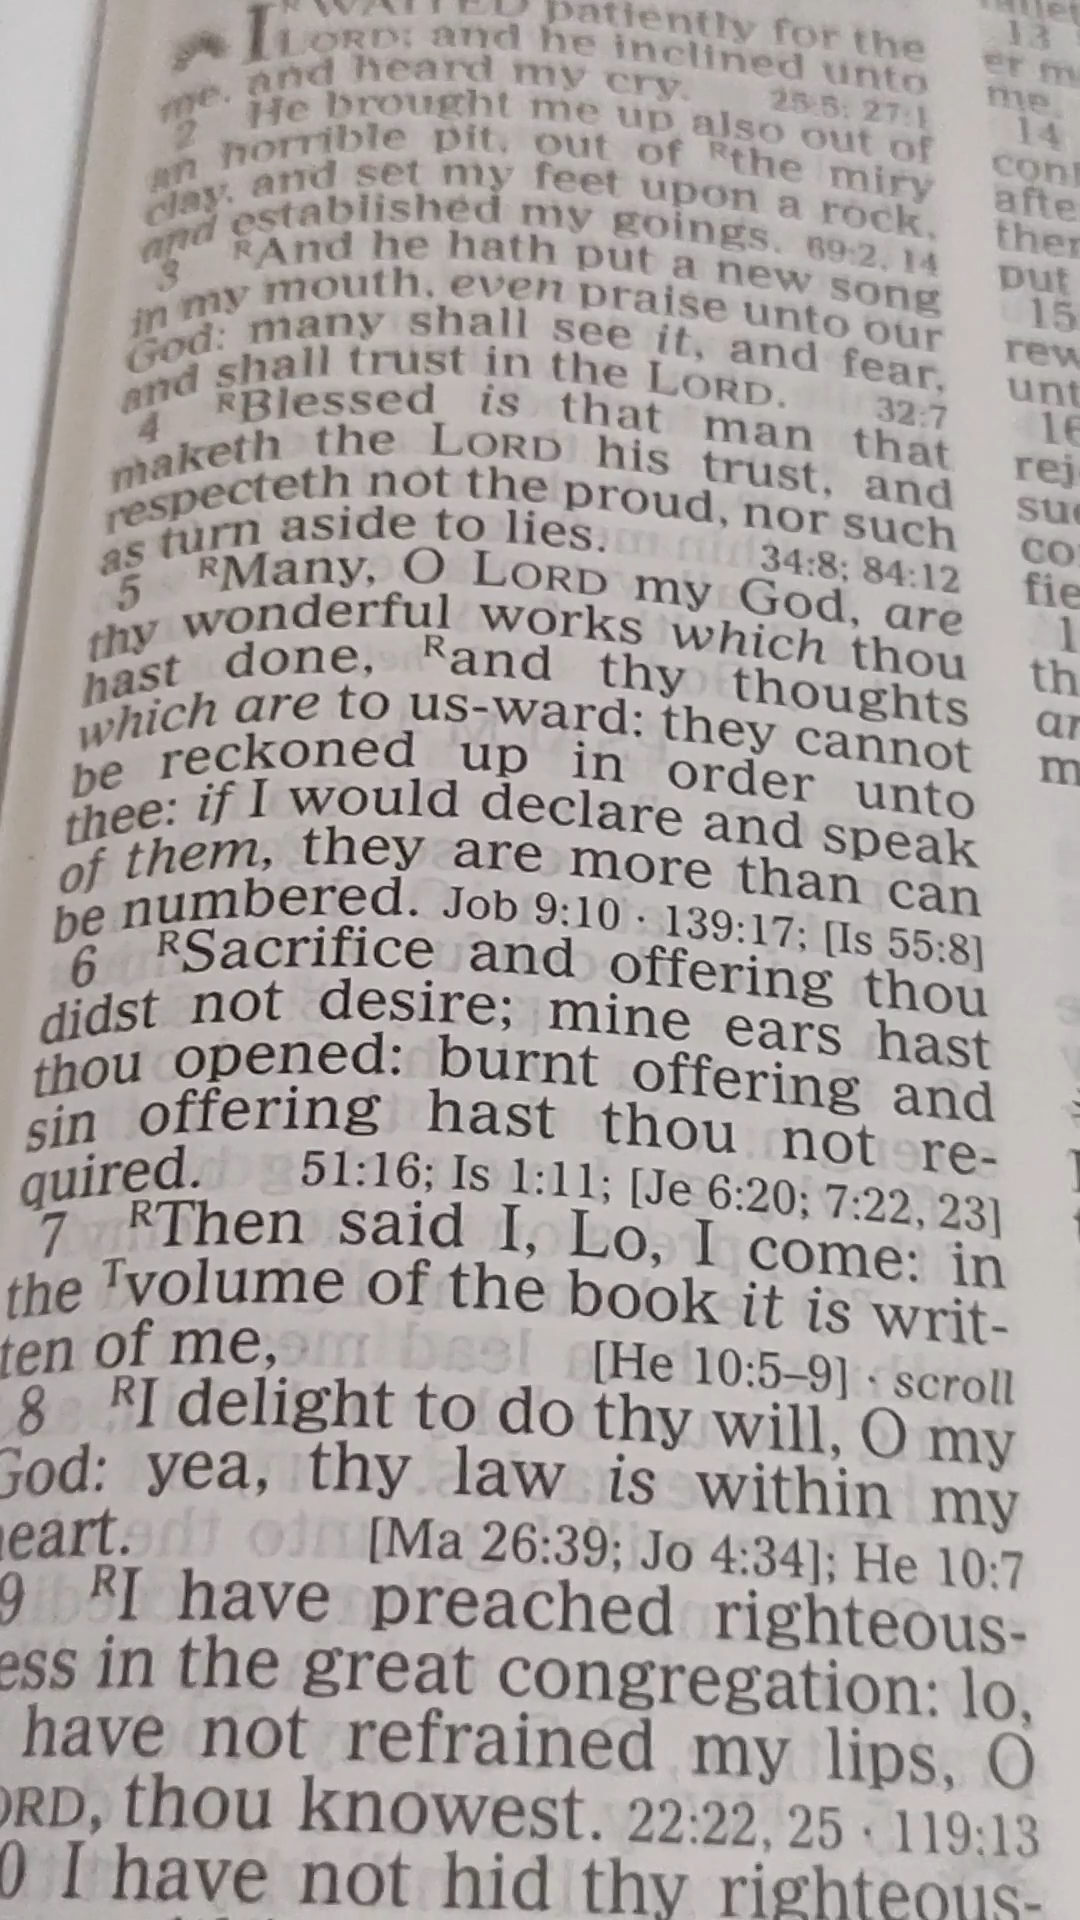 I WAITED patiently for the
LORD; and he inclined unto
me, and heard my cry. 25:5; 27:1
2 He brought me up also out of
an horrible pit, out of Rthe miry
clay, and set my feet upon a rock,
and established my goings. 69:2, 14
3 RAnd he hath put a new song
in my mouth, even praise unto our
God: many shall see it, and fear,
and shall trust in the LORD. 32:7
4 RBlessed is that man that
maketh the LORD his trust, and
respecteth not the proud, nor such
as turn aside to lies. 34:8; 84:12
5 RMany, O LORD my God, are
thy wonderful works which thou
hast done, Rand thy thoughts
which are to us-ward: they cannot
be reckoned up in order unto
thee: if I would declare and speak
of them, they are more than can
be numbered. Job 9:10 · 139:17; [Is 55:8]
6 RSacrifice and offering thou
didst not desire; mine ears hast
thou opened: burnt offering and
sin offering hast thou not re-
quired. 51:16; Is 1:11; [Je 6:20; 7:22, 23]
7 RThen said I, Lo, I come: in
the Tvolume of the book it is writ-
ten of me, [He 10:5–9] · scroll
8 RI delight to do thy will, O my
God: yea, thy law is within my
heart. [Ma 26:39; Jo 4:34]; He 10:7
9 RI have preached righteous-
ess in the great congregation: lo,
have not refrained my lips, O
ORD, thou knowest. 22:22, 25 · 119:13
0 I have not hid thy righteous-
13
er
me.
14
15
unt